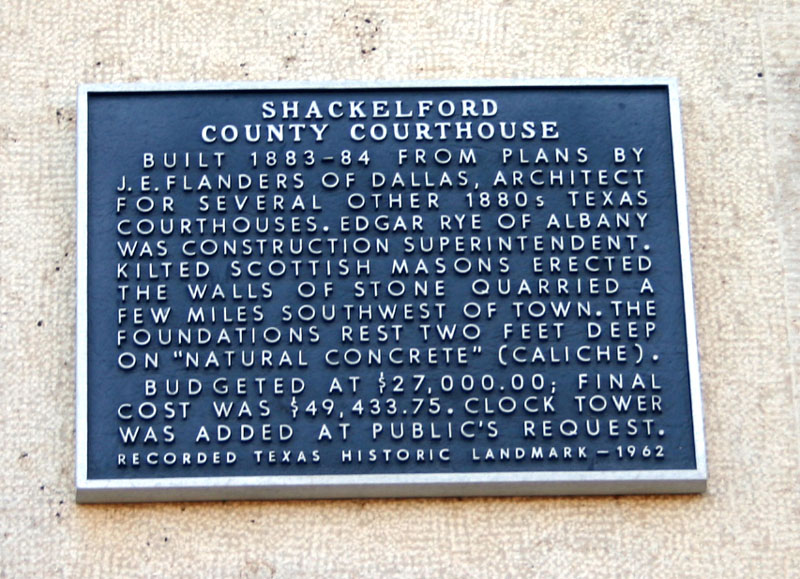 SHACKELFORD
COUNTY COURTHOUSE
BUILT 1883-84 FROM PLANS BY
J.E.FLANDERS OF DALLAS, ARCHITECT
FOR SEVERAL OTHER 1880s TEXAS
COURTHOUSES. EDGAR RYE OF ALBANY
WAS CONSTRUCTION SUPERINTENDENT.
KILTED SCOTTISH MASONS ERECTED
THE WALLS OF STONE QUARRIED A
FEW MILES SOUTHWEST OF TOWN. THE
FOUNDATIONS REST TWO FEET DEEP
ON "NATURAL CONCRETE" (CALICHE).
BUDGETED AT $27,000.00; FINAL
COST WAS $49,433.75. CLOCK TOWER
WAS ADDED AT PUBLIC'S REQUEST.
RECORDED TEXAS HISTORIC LANDMARK — 1962